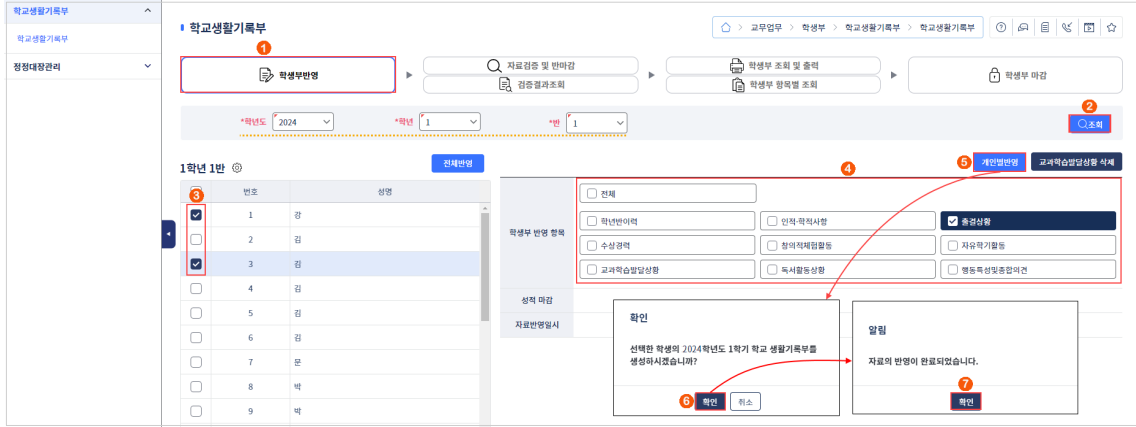 학교생활기록부
학교생활기록부
정정대장관리
학교생활기록부
교무업무 > 학생부 > 학교생활기록부 > 학교생활기록부
1
학생부반영
자료검증 및 반마감
검증결과조회
학생부 조회 및 출력
학생부 항목별 조회
학생부 마감
*학년도 2024 *학년 1 *반 1
2
조회
1학년 1반
전체반영
5
개인별반영
교과학습발달상황 삭제
3
번호 성명
1 강
2 김
3 김
4 김
5 김
6 김
7 문
8 박
9 박
4
학생부 반영 항목
전체
학년반이력 인적·학적사항 출결상황
수상경력 창의적체험활동 자유학기활동
교과학습발달상황 독서활동상황 행동특성및종합의견
성적 마감
자료반영일시
확인
선택한 학생의 2024학년도 1학기 학교 생활기록부를
생성하시겠습니까?
6
확인 취소
알림
자료의 반영이 완료되었습니다.
7
확인